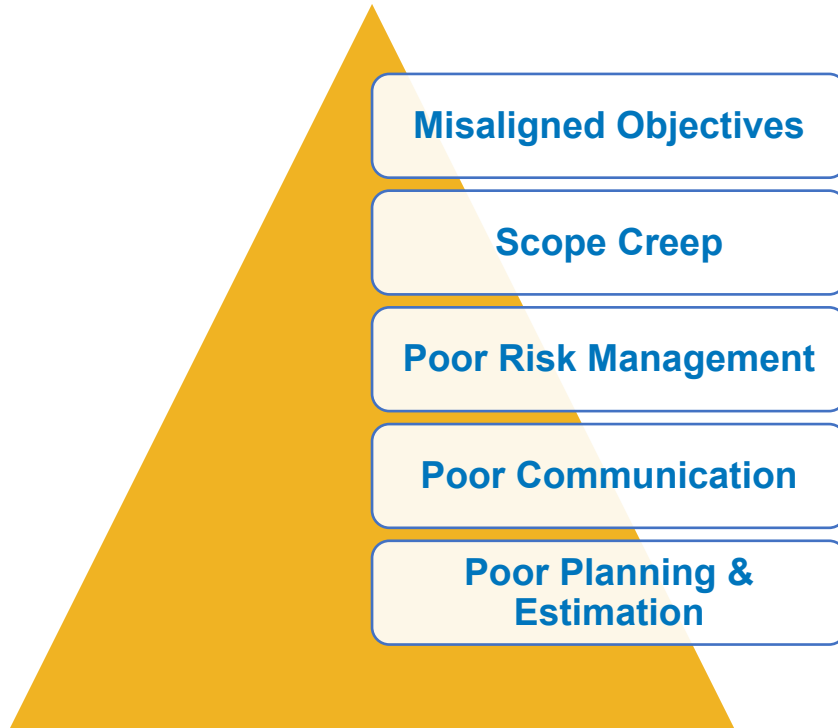 Misaligned Objectives
Scope Creep
Poor Risk Management
Poor Communication
Poor Planning &
Estimation